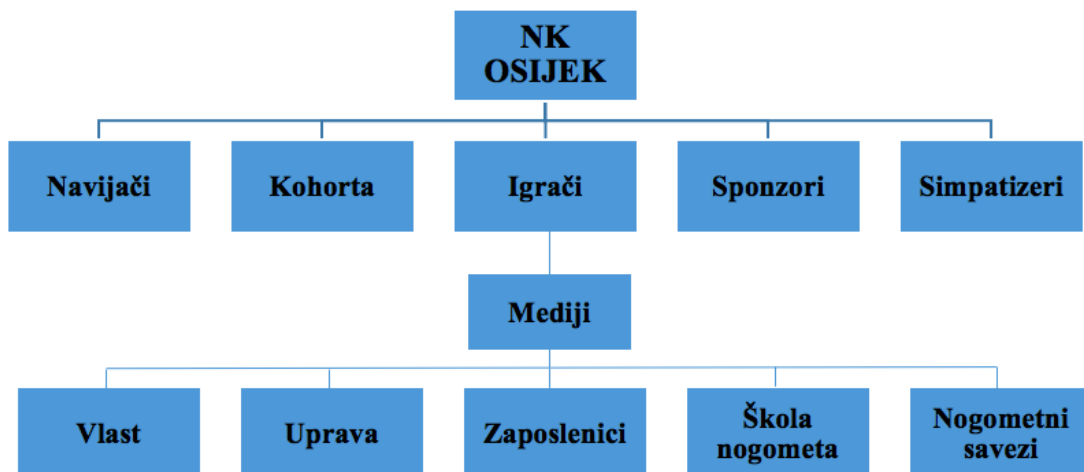 NK
OSIJEK
Navijači
Kohorta
Igrači
Sponzori
Simpatizeri
Mediji
Vlast
Uprava
Zaposlenici
Škola
nogometa
Nogometni
savezi